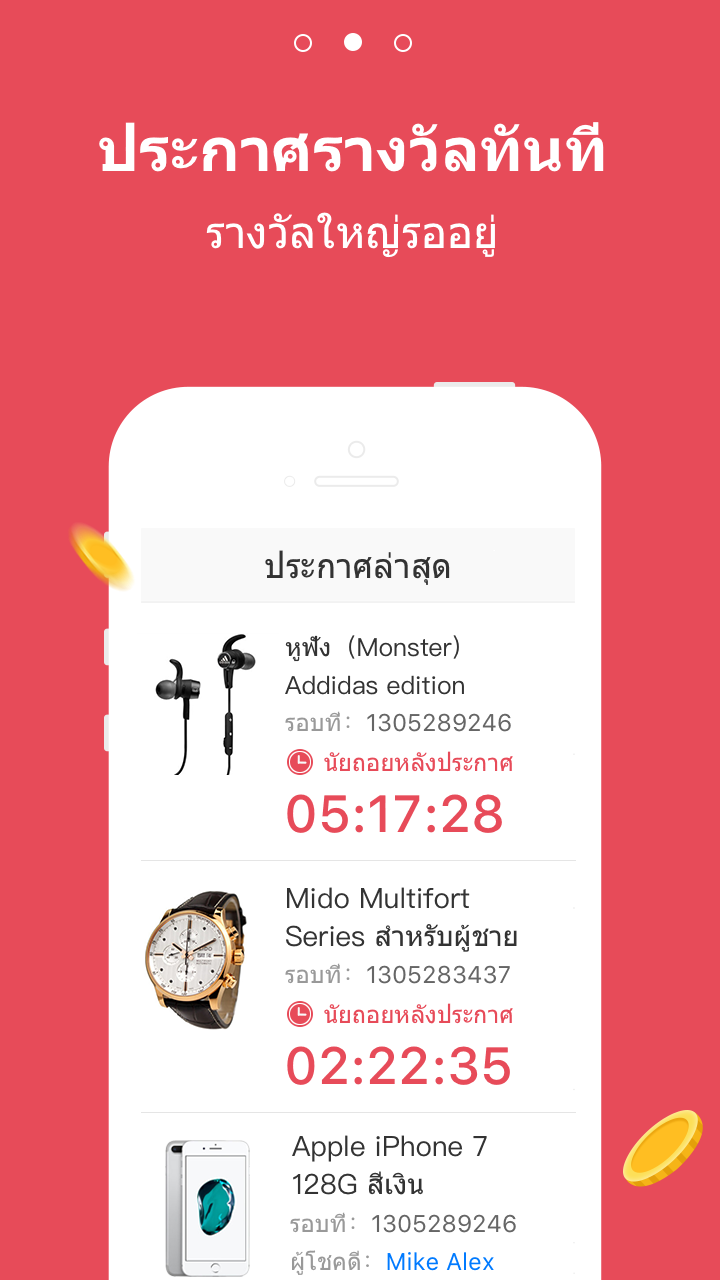 ประกาศรางวัลทันที
รางวัลใหญ่รออยู่
ประกาศล่าสุด
หูฟัง（Monster）
Addidas edition
รอบที่： 1305289246
นัยถอยหลังประกาศ
05:17:28
Mido Multifort
Series สำหรับผู้ชาย
รอบที่： 1305283437
นัยถอยหลังประกาศ
02:22:35
Apple iPhone 7
128G สีเงิน
รอบที่： 1305289246
ผู้โชคดี： Mike Alex